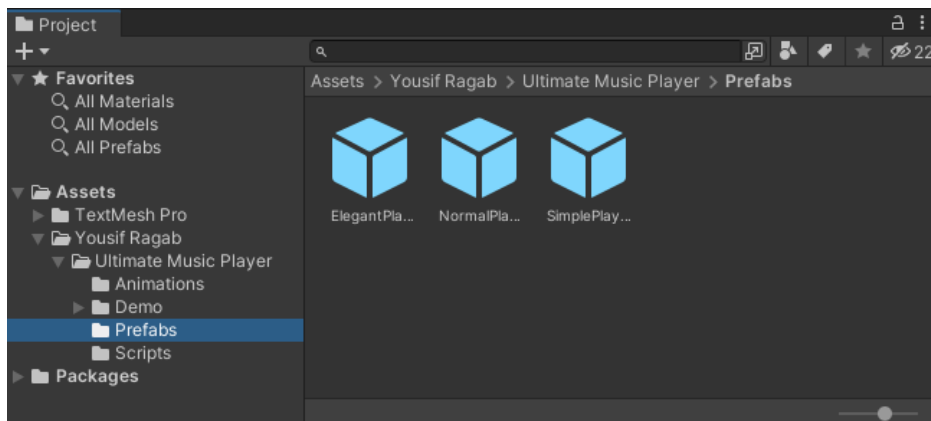 Project
22
Favorites
All Materials
All Models
All Prefabs
Assets
TextMesh Pro
Yousif Ragab
Ultimate Music Player
Animations
Demo
Prefabs
Scripts
Packages
Assets > Yousif Ragab > Ultimate Music Player > Prefabs
ElegantPla... NormalPla... SimplePlay...